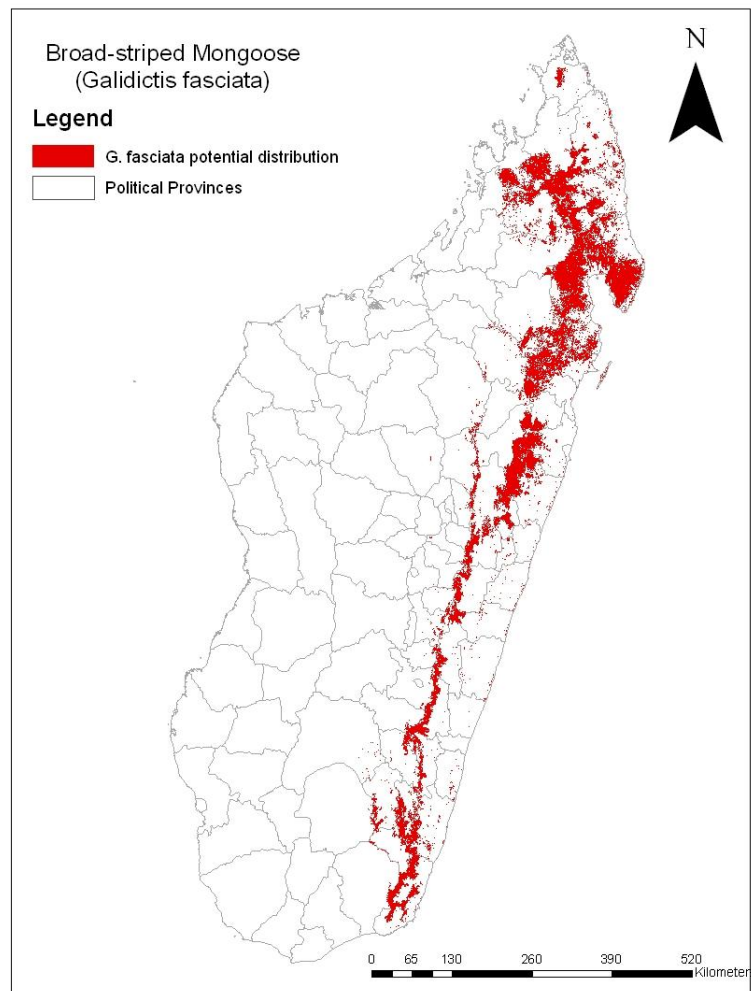 Broad-striped Mongoose
(Galidictis fasciata)
N
Legend
G. fasciata potential distribution
Political Provinces
0 65 130 260 390 520
Kilometer